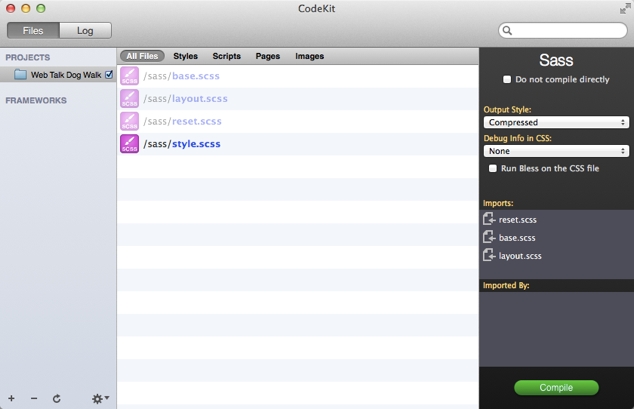 CodeKit
Files Log
PROJECTS
Web Talk Dog Walk
FRAMEWORKS
All Files Styles Scripts Pages Images
SCSS /sass/base.scss
SCSS /sass/layout.scss
SCSS /sass/reset.scss
SCSS /sass/style.scss
Sass
Do not compile directly
Output Style:
Compressed
Debug Info in CSS:
None
Run Bless on the CSS file
Imports:
reset.scss
base.scss
layout.scss
Imported By:
Compile